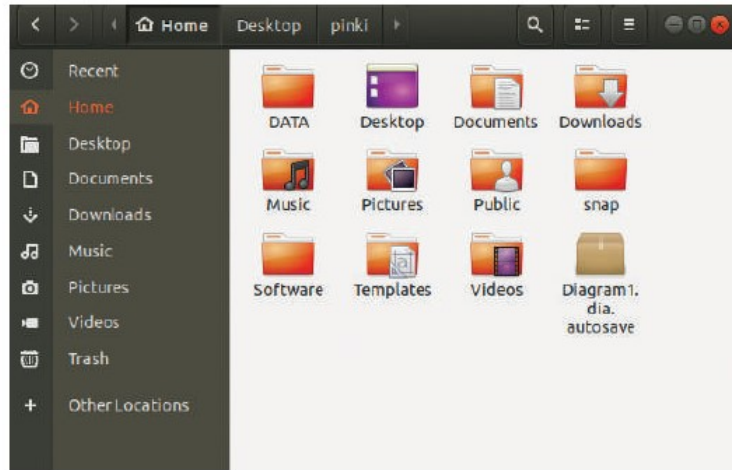 Home Desktop pinki
Recent
Home
Desktop
Documents
Downloads
Music
Pictures
Videos
Trash
Other Locations
DATA Desktop Documents Downloads
Music Pictures Public snap
Software Templates Videos Diagram1.
dia.
autosave